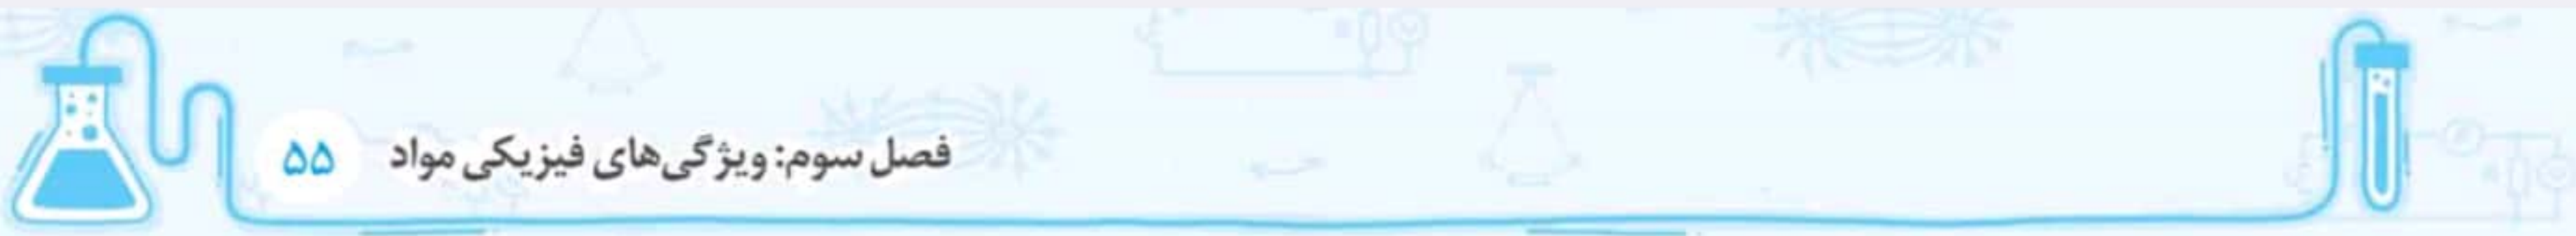 فصل سوم: ویژگی‌های فیزیکی مواد ۵۵